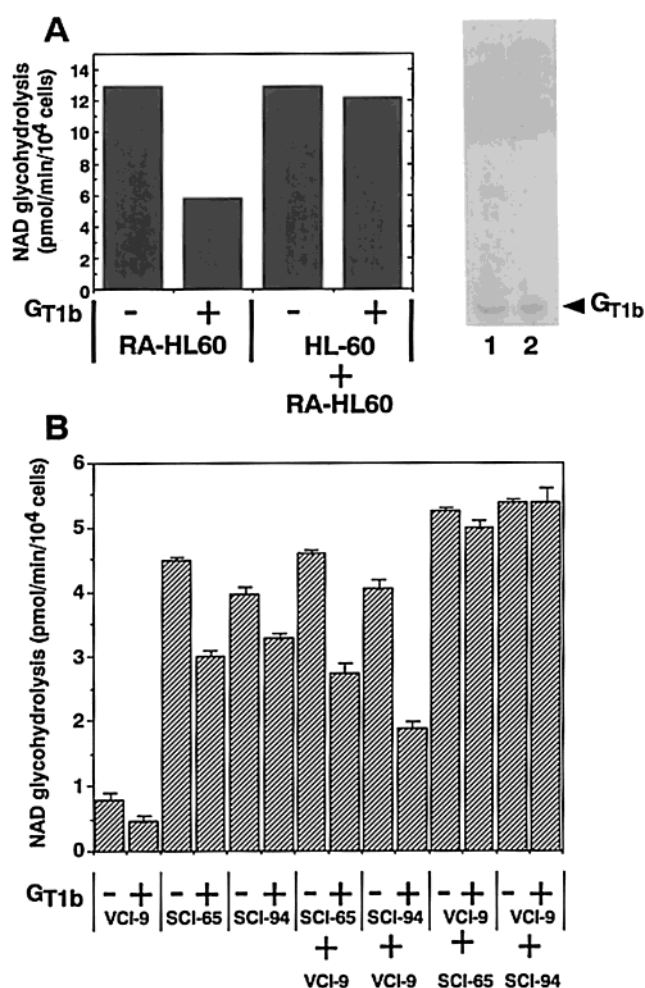 A
NAD glycohydrolysis
(pmol/min/10⁴ cells)
14
12
10
8
6
4
2
0
GT1b - + - +
RA-HL60 HL-60
+
RA-HL60
GT1b
1 2
B
NAD glycohydrolysis (pmol/min/10⁴ cells)
6
5
4
3
2
1
0
GT1b - + - + - + - + - + - + - +
VCI-9 SCI-65 SCI-94 SCI-65 SCI-94 VCI-9 VCI-9
+ + + +
VCI-9 VCI-9 SCI-65 SCI-94